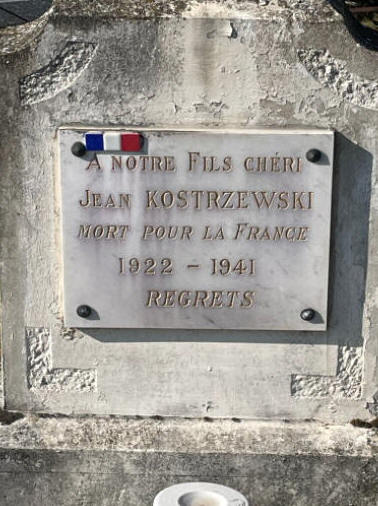 A NOTRE FILS CHÉRI
JEAN KOSTRZEWSKI
MORT POUR LA FRANCE
1922 - 1941
REGRETS